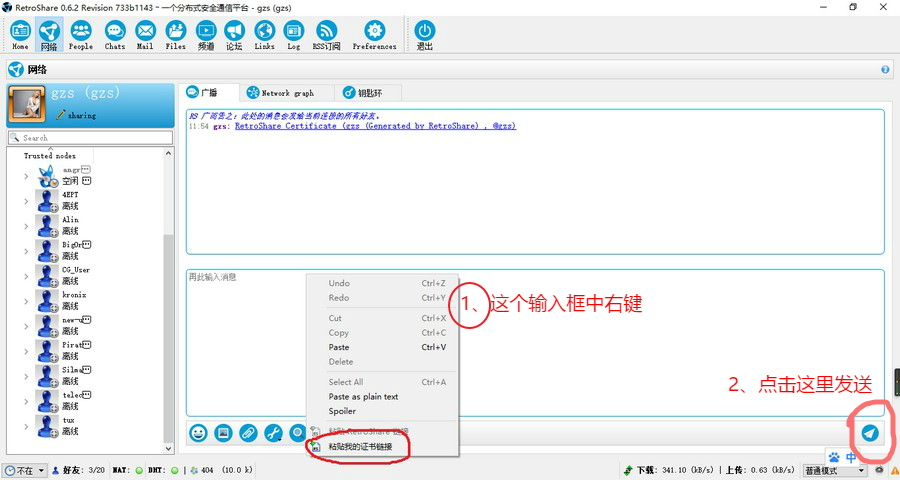 RetroShare 0.6.2 Revision 733b1143 - 一个分布式安全通信平台 - gzs (gzs)
Home 网络 People Chats Mail Files 频道 论坛 Links Log RSS订阅 Preferences 退出
网络
gzs (gzs)
sharing
广播 Network graph 钥匙环
RS 广而告之:此处的消息会发给当前连接的所有好友。
11:54 gzs: RetroShare Certificate (gzs (Generated by RetroShare) , @gzs)
Search
Trusted nodes
angr
空闲
4EPT
离线
Alin
离线
BigOr
离线
CG_User
离线
kronix
离线
new-u
离线
Pirat
离线
Silma
离线
telec
离线
tux
离线
再此输入消息
Undo Ctrl+Z
Redo Ctrl+Y
Cut Ctrl+X
Copy Ctrl+C
Paste Ctrl+V
Delete
Select All Ctrl+A
Paste as plain text
Spoiler
粘贴 RetroShare 链接
粘贴我的证书链接
1、这个输入框中右键
2、点击这里发送
中
不在 好友: 3/20 NAT: DHT: 404 (10.0 k) 下载: 341.10 (kB/s) | 上传: 0.63 (kB/s) 普通模式